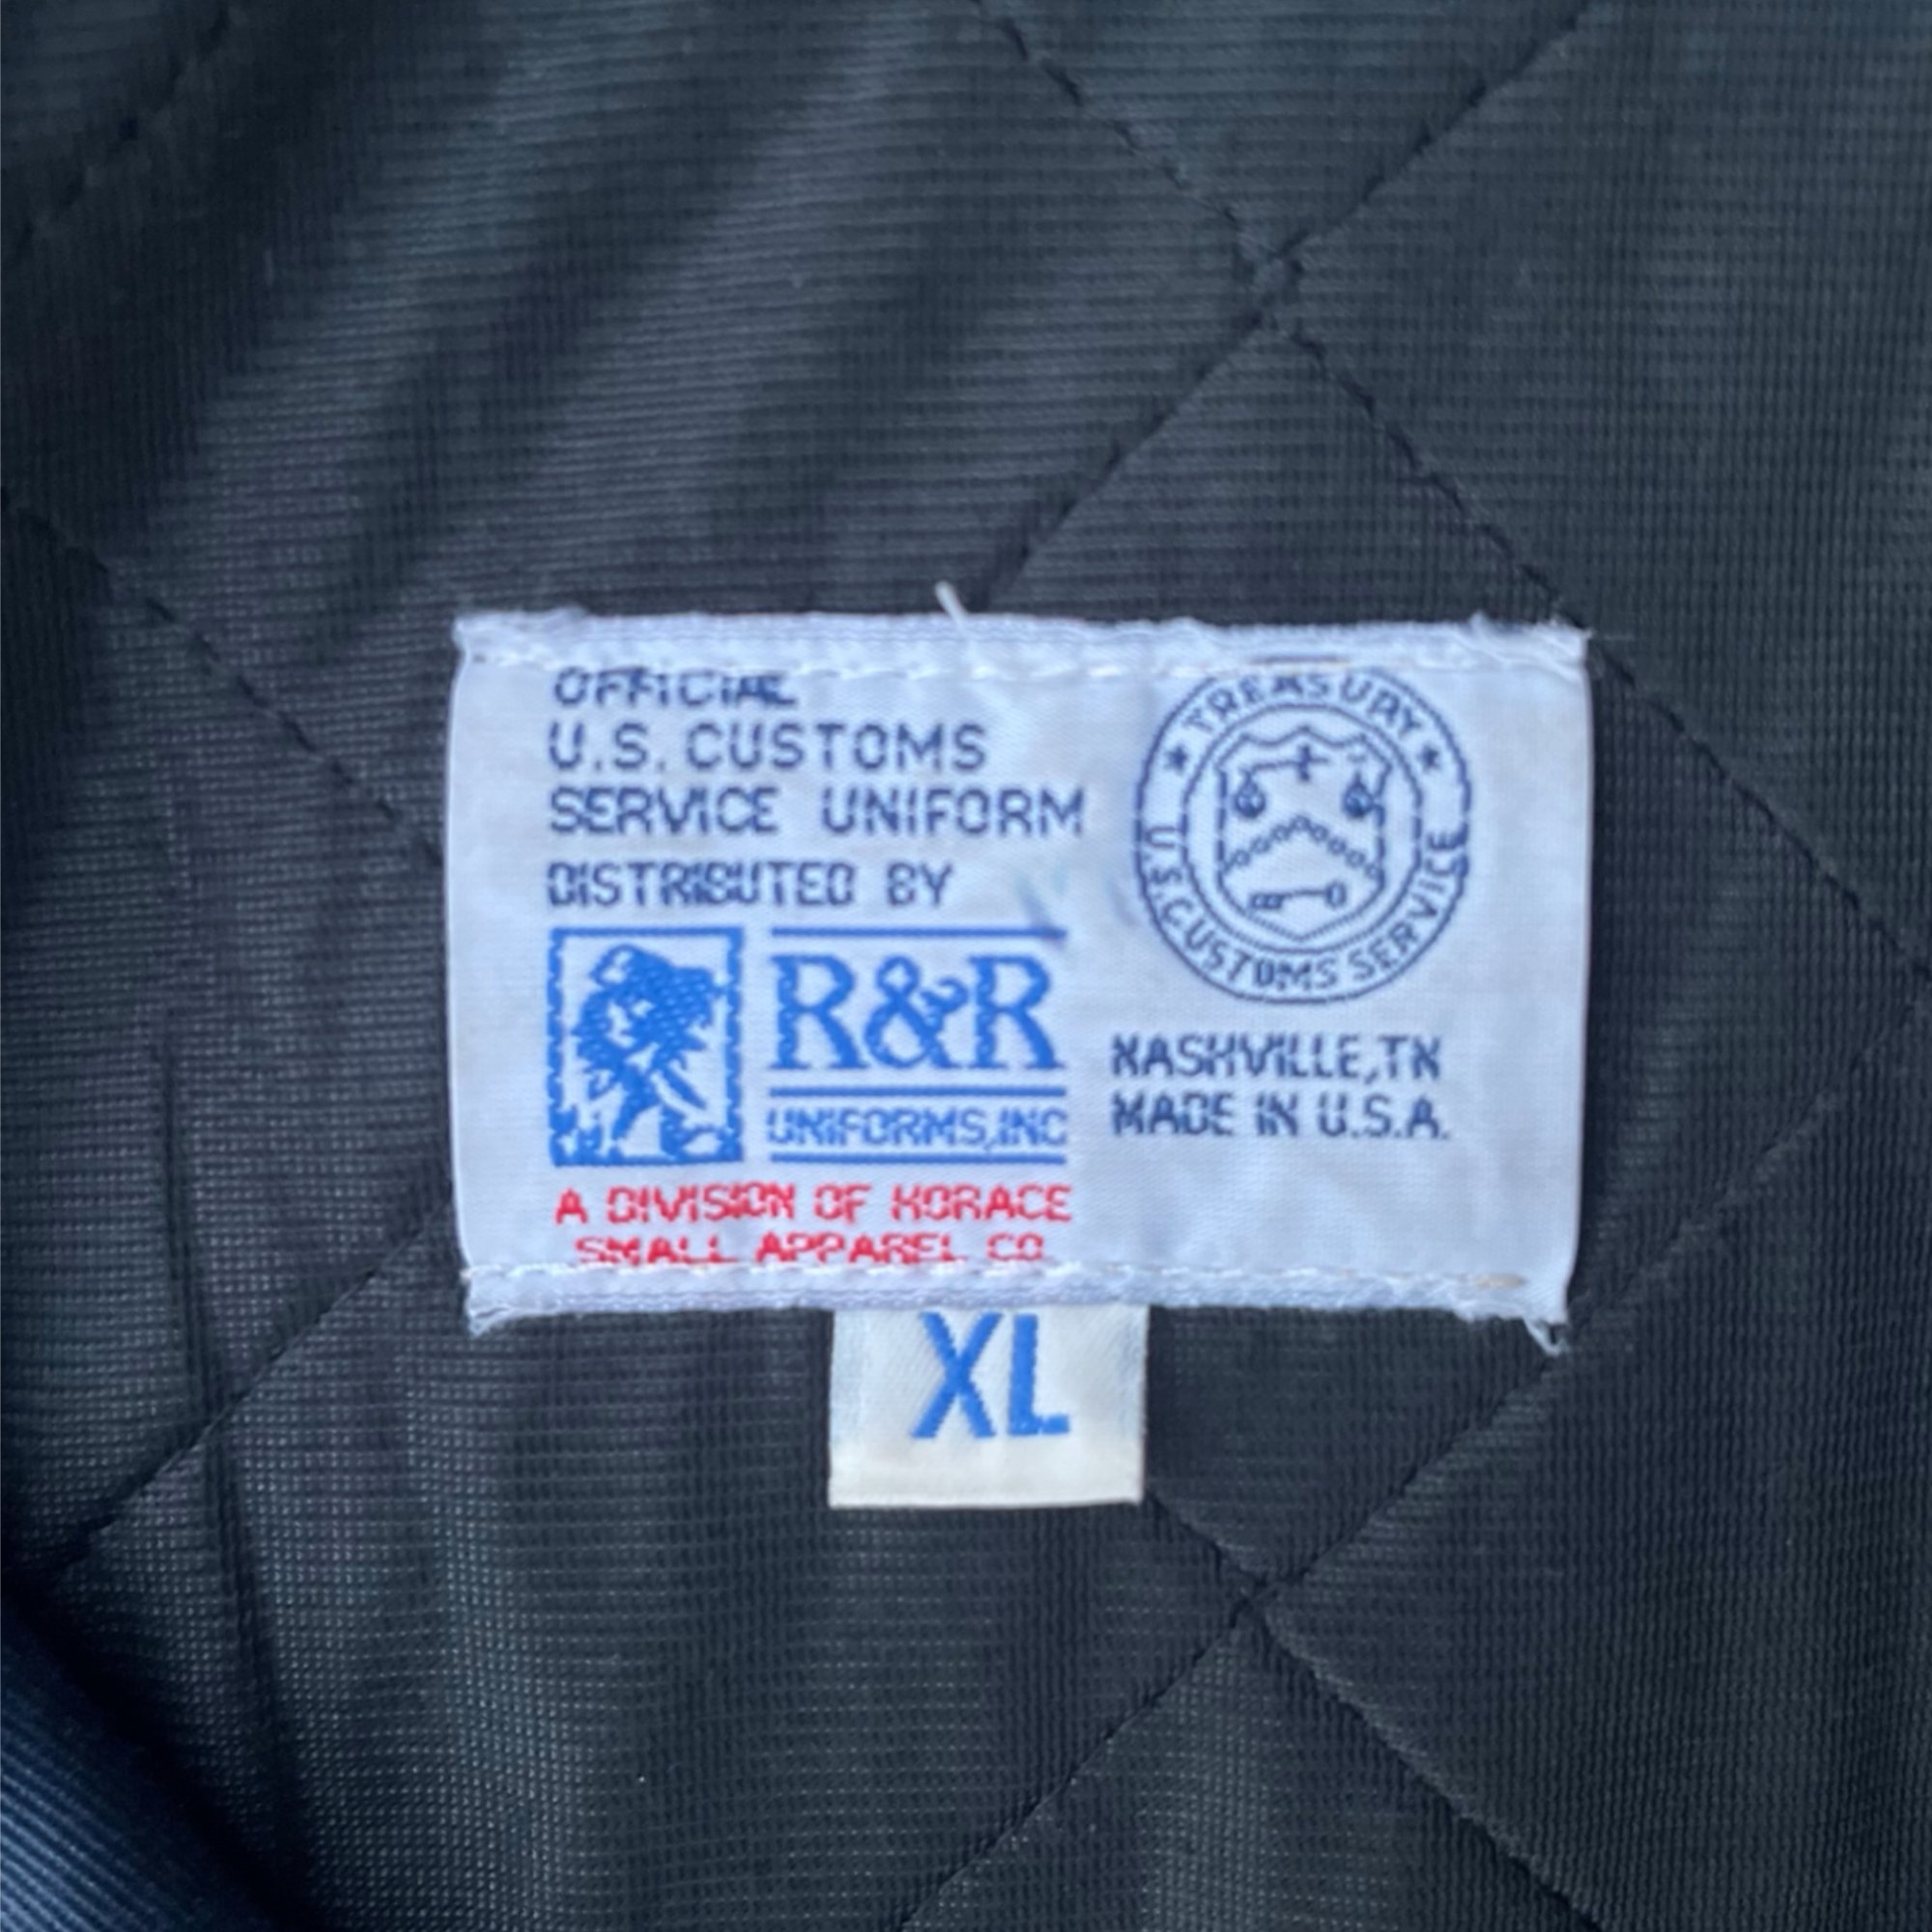 OFFICIAL
U.S. CUSTOMS
SERVICE UNIFORM
DISTRIBUTED BY
R&R
UNIFORMS, INC
A DIVISION OF HORACE
SMALL APPAREL CO.
★ TREASURY ★
U.S. CUSTOMS SERVICE
NASHVILLE, TN
MADE IN U.S.A.
XL